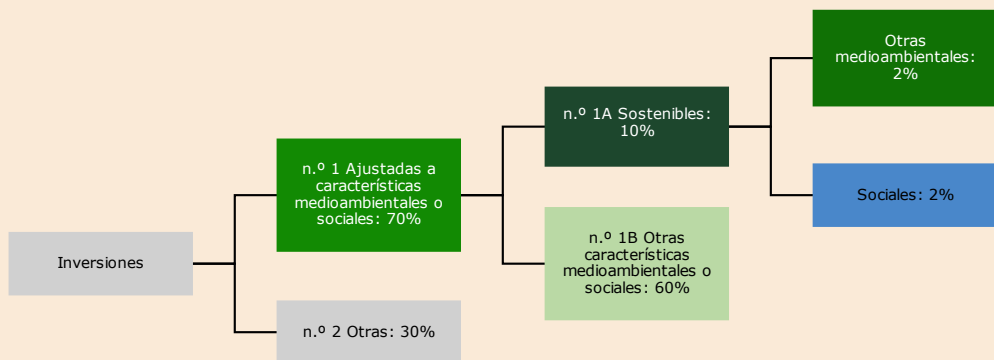 Otras
medioambientales:
2%
n.º 1A Sostenibles:
10%
n.º 1 Ajustadas a
características
medioambientales o
sociales: 70%
Sociales: 2%
n.º 1B Otras
características
medioambientales o
sociales: 60%
Inversiones
n.º 2 Otras: 30%